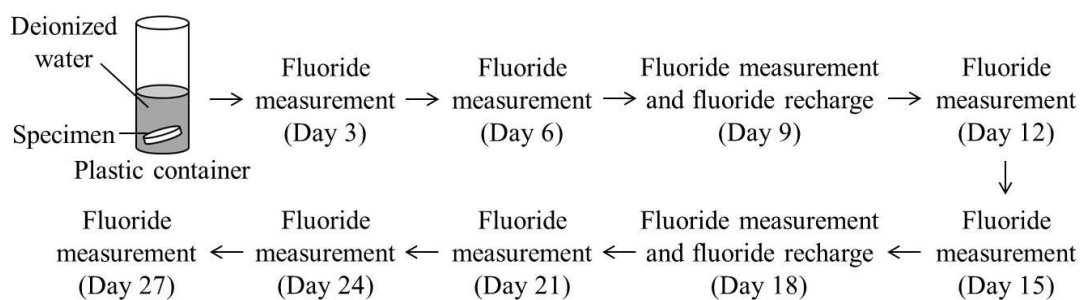 Deionized
water
Specimen
Plastic container
Fluoride
measurement
(Day 3)
Fluoride
measurement
(Day 6)
Fluoride measurement
and fluoride recharge
(Day 9)
Fluoride
measurement
(Day 12)
Fluoride
measurement
(Day 15)
Fluoride measurement
and fluoride recharge
(Day 18)
Fluoride
measurement
(Day 21)
Fluoride
measurement
(Day 24)
Fluoride
measurement
(Day 27)